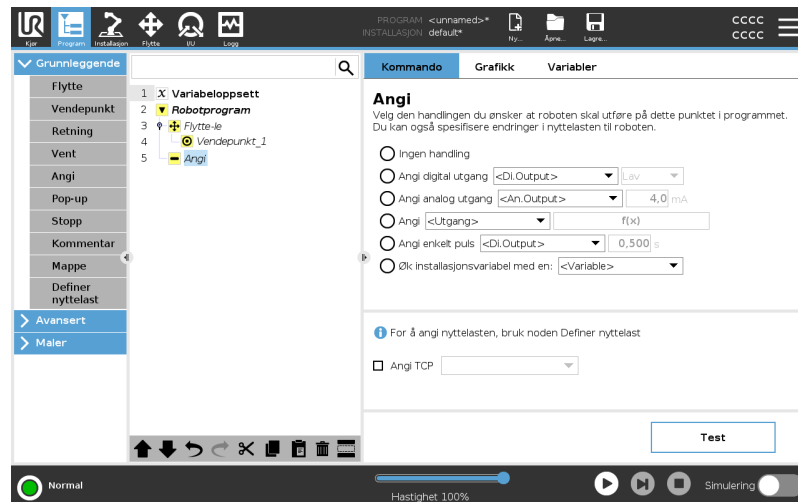 PROGRAM <unnamed>*
INSTALLASJON default*
Kjør
Program
Installasjon
Flytte
I/U
Logg
Ny...
Åpne...
Lagre...
cccc
cccc
Grunnleggende
Flytte
Vendepunkt
Retning
Vent
Angi
Pop-up
Stopp
Kommentar
Mappe
Definer
nyttelast
Avansert
Maler
1 X Variabeloppsett
2 Robotprogram
3 Flytte-le
4 Vendepunkt_1
5 Angi
Kommando Grafikk Variabler
Angi
Velg den handlingen du ønsker at roboten skal utføre på dette punktet i programmet.
Du kan også spesifisere endringer i nyttelasten til roboten.
Ingen handling
Angi digital utgang <Di.Output> Lav
Angi analog utgang <An.Output> 4,0 mA
Angi <Utgang> f(x)
Angi enkelt puls <Di.Output> 0,500 s
Øk installasjonsvariabel med en: <Variable>
For å angi nyttelasten, bruk noden Definer nyttelast
Angi TCP
Test
Normal
Hastighet 100%
Simulering